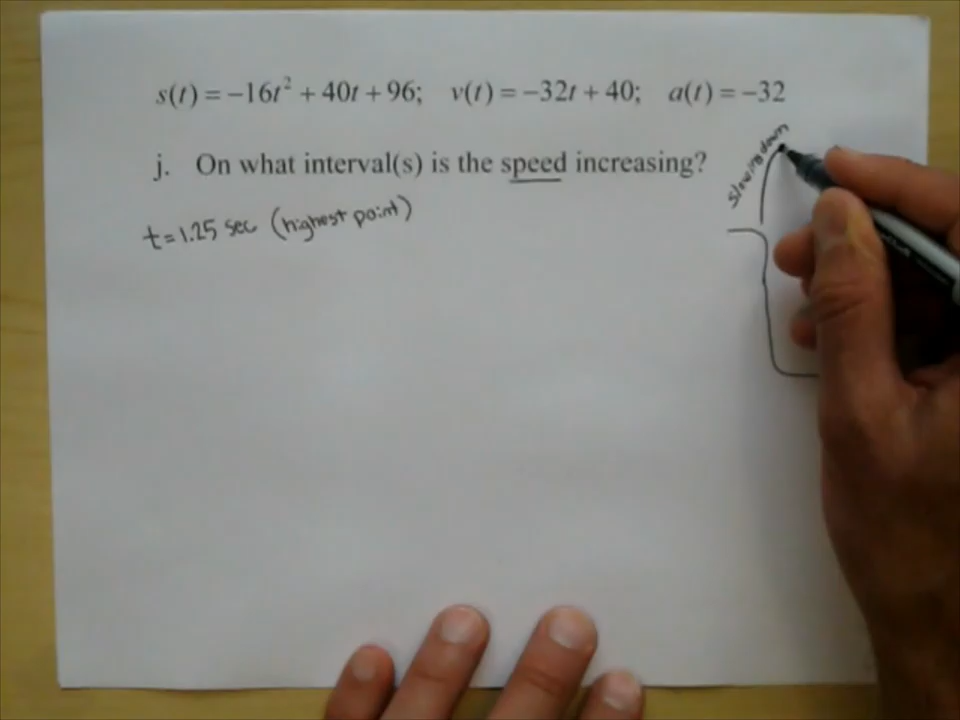 s(t) = −16t² + 40t + 96; v(t) = −32t + 40; a(t) = −32
j. On what interval(s) is the speed increasing?
slowing down
t = 1.25 sec (highest point)